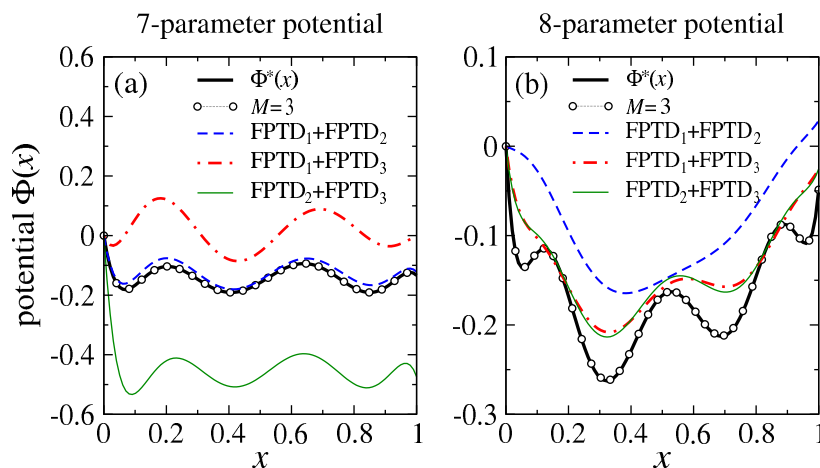 7-parameter potential
8-parameter potential
potential Φ(x)
0.6
0.4
0.2
0
-0.2
-0.4
-0.6
(a)
Φ*(x)
M=3
FPTD₁+FPTD₂
FPTD₁+FPTD₃
FPTD₂+FPTD₃
0 0.2 0.4 0.6 0.8 1
x
0.1
0
-0.1
-0.2
-0.3
(b)
Φ*(x)
M=3
FPTD₁+FPTD₂
FPTD₁+FPTD₃
FPTD₂+FPTD₃
0 0.2 0.4 0.6 0.8 1
x